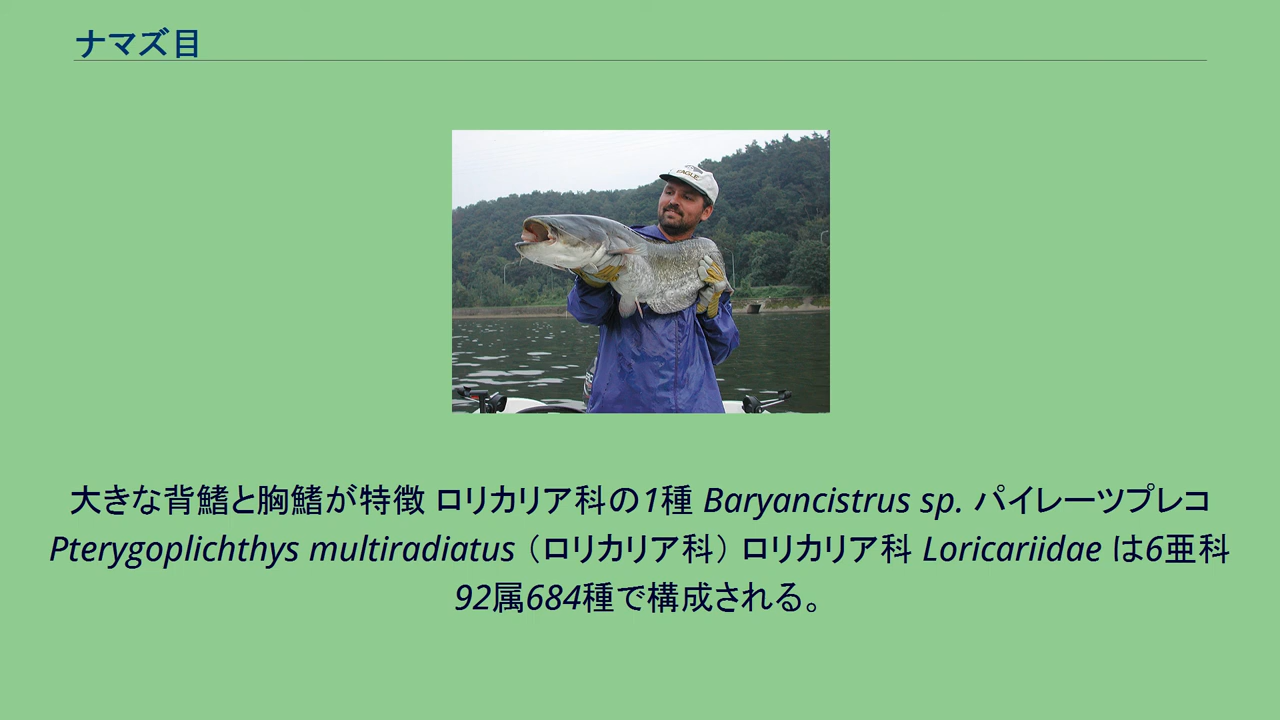 ナマズ目
EAGLE
大きな背鰭と胸鰭が特徴 ロリカリア科の1種 Baryancistrus sp. パイレーツプレコ
Pterygoplichthys multiradiatus（ロリカリア科）ロリカリア科 Loricariidae は6亜科
92属684種で構成される。